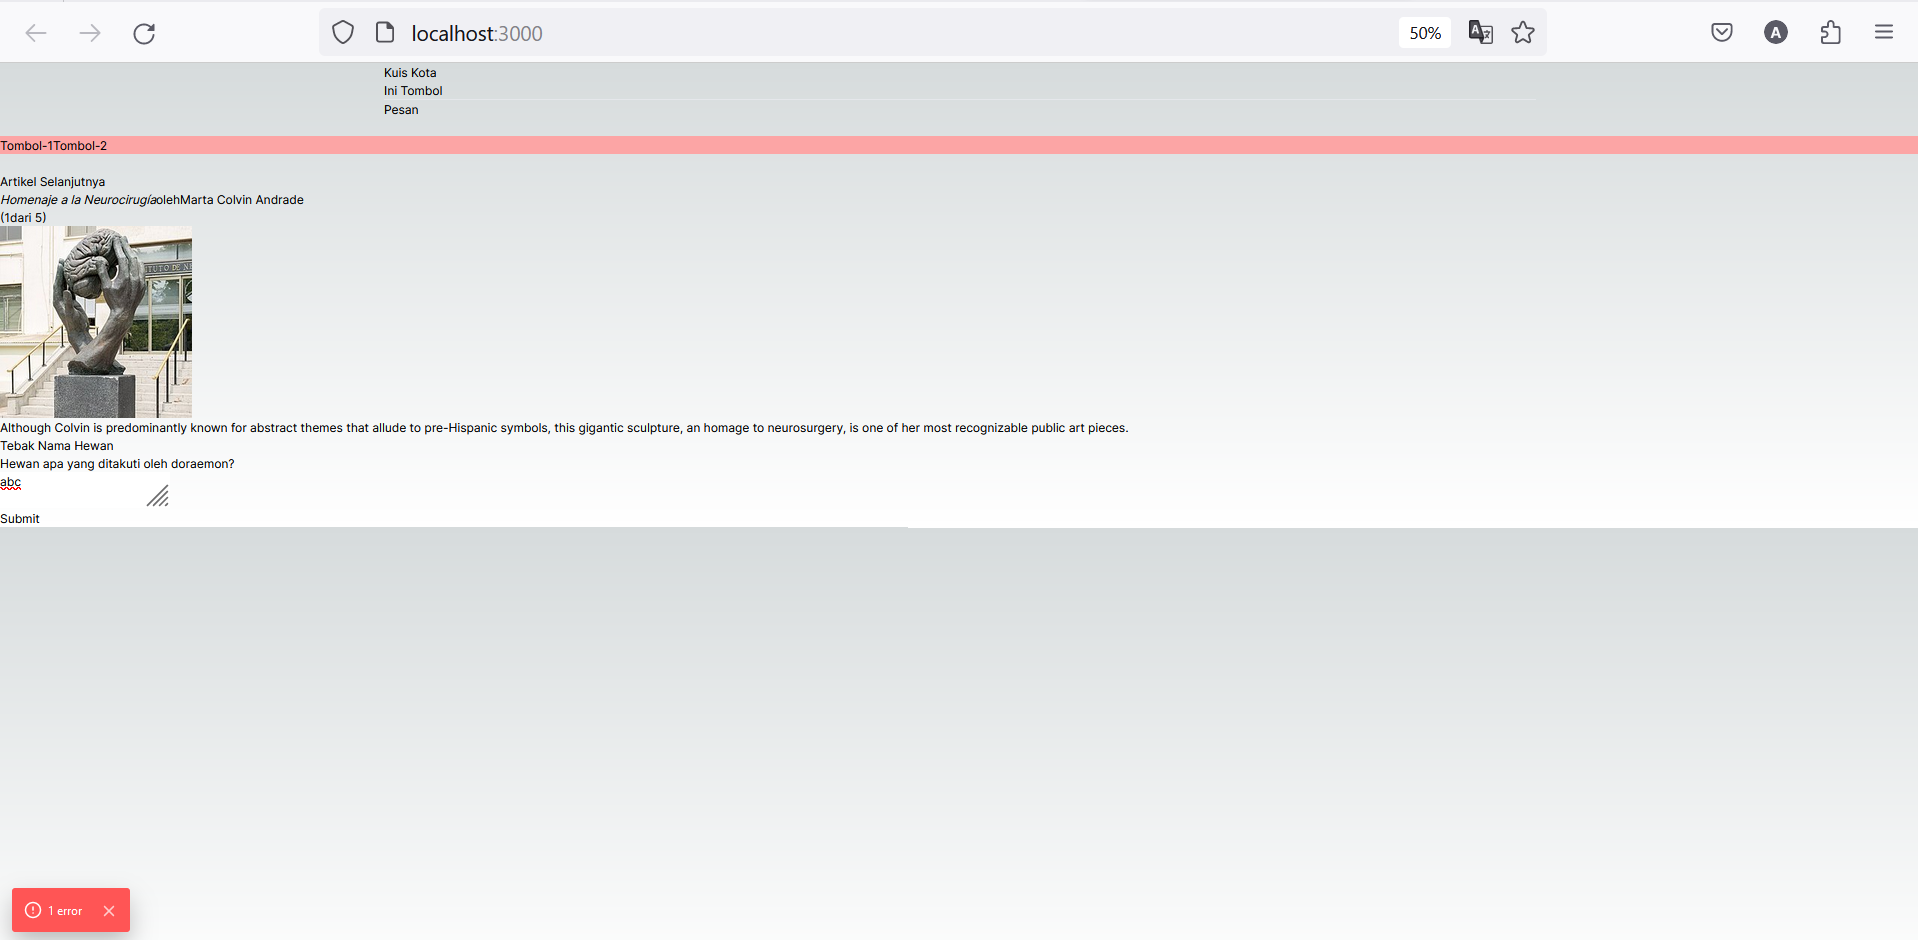 localhost:3000
50%
A
Kuis Kota
Ini Tombol
Pesan
Tombol-1Tombol-2
Artikel Selanjutnya
Homenaje a la NeurocirugíaolehMarta Colvin Andrade
(1dari 5)
TUTO DE NE
Although Colvin is predominantly known for abstract themes that allude to pre-Hispanic symbols, this gigantic sculpture, an homage to neurosurgery, is one of her most recognizable public art pieces.
Tebak Nama Hewan
Hewan apa yang ditakuti oleh doraemon?
abc
Submit
1 error